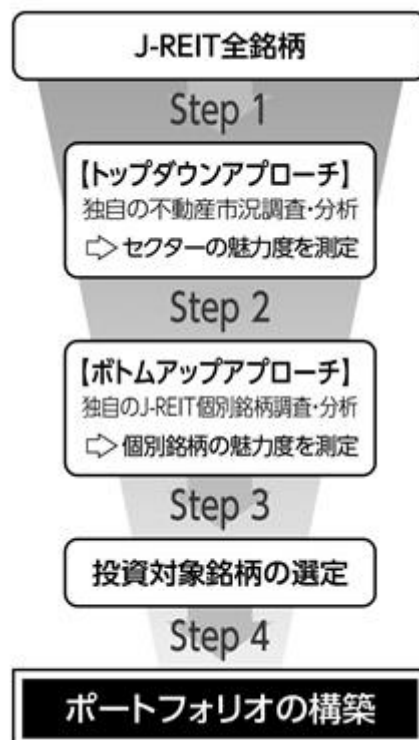 J-REIT全銘柄
Step 1
【トップダウンアプローチ】
独自の不動産市況調査・分析
⇨セクターの魅力度を測定
Step 2
【ボトムアップアプローチ】
独自のJ-REIT個別銘柄調査・分析
⇨個別銘柄の魅力度を測定
Step 3
投資対象銘柄の選定
Step 4
ポートフォリオの構築